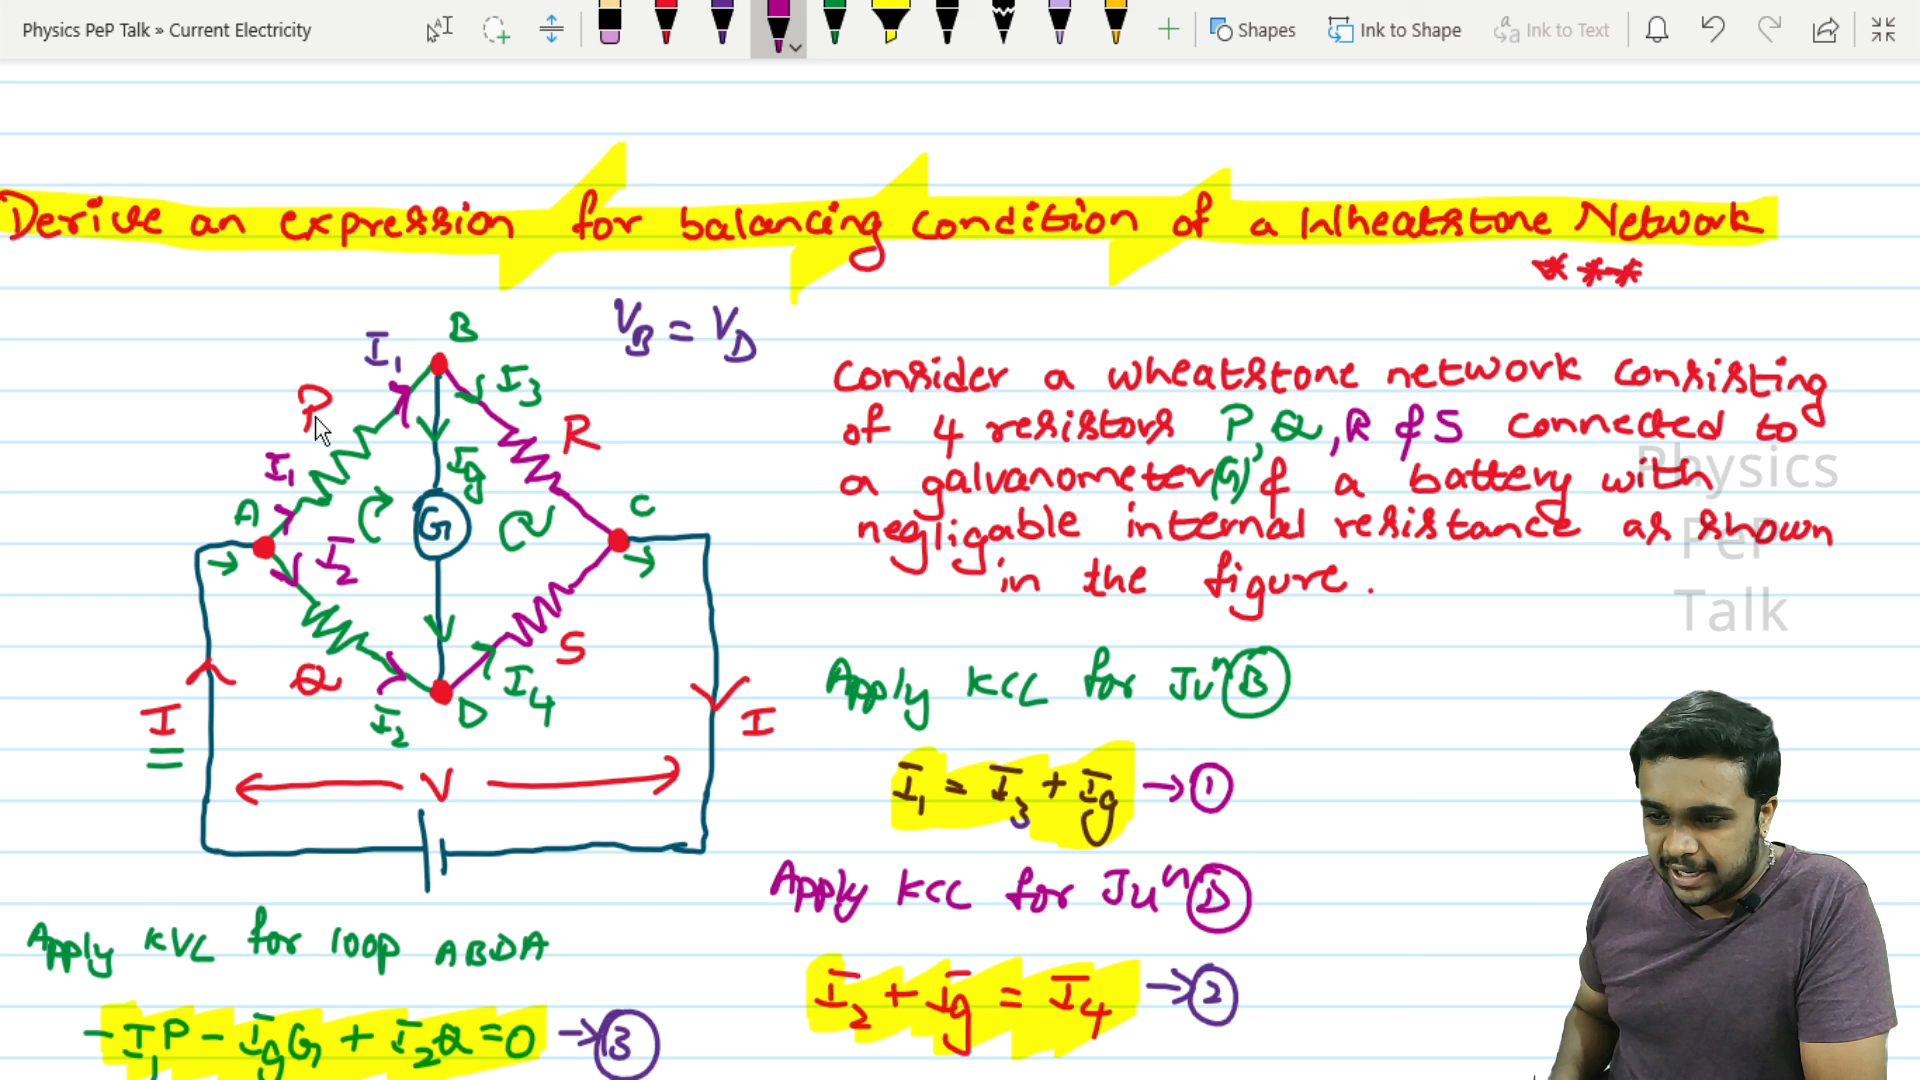 Physics PeP Talk » Current Electricity
Shapes
Ink to Shape
Ink to Text
Derive an expression for balancing condition of a Wheatstone Network
***
V_B = V_D
B
I₁
I₃
P
R
I₁
Ig
A
G
C
I₂
Q
S
I₂
D
I₄
I
I
V
Consider a wheatstone network consisting
of 4 resistors P, Q, R & S connected to
a galvanometer (G) & a battery with
negligable internal resistance as shown
in the figure.
Physics
PeP
Talk
Apply KCL for Juⁿ B
I₁ = I₃ + Ig → ①
Apply KCL for Juⁿ D
I₂ + Ig = I₄ → ②
Apply KVL for loop ABDA
- I₁P - IgG + I₂Q = 0 → ③